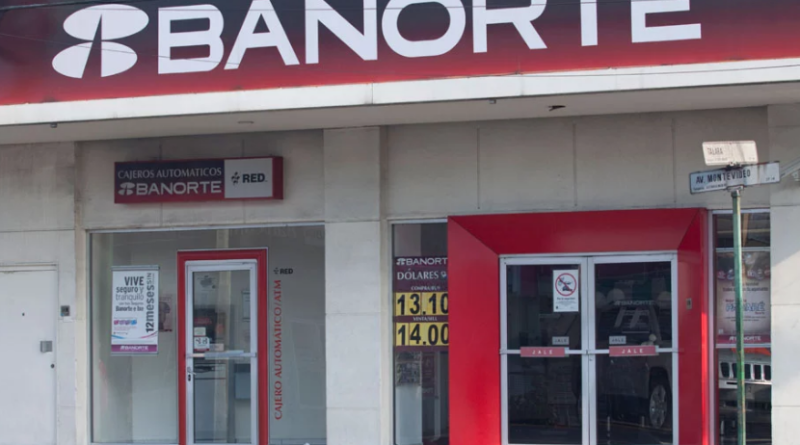 BANORTE
CAJEROS AUTOMATICOS
BANORTE
RED
AV. MONTEVIDEO
RED
VIVE
seguro y
tranquilo
12 meses
BANORTE
CAJERO AUTOMATICO/ATM
BANORTE
DÓLARES
13.10
14.00
JALE
JALE